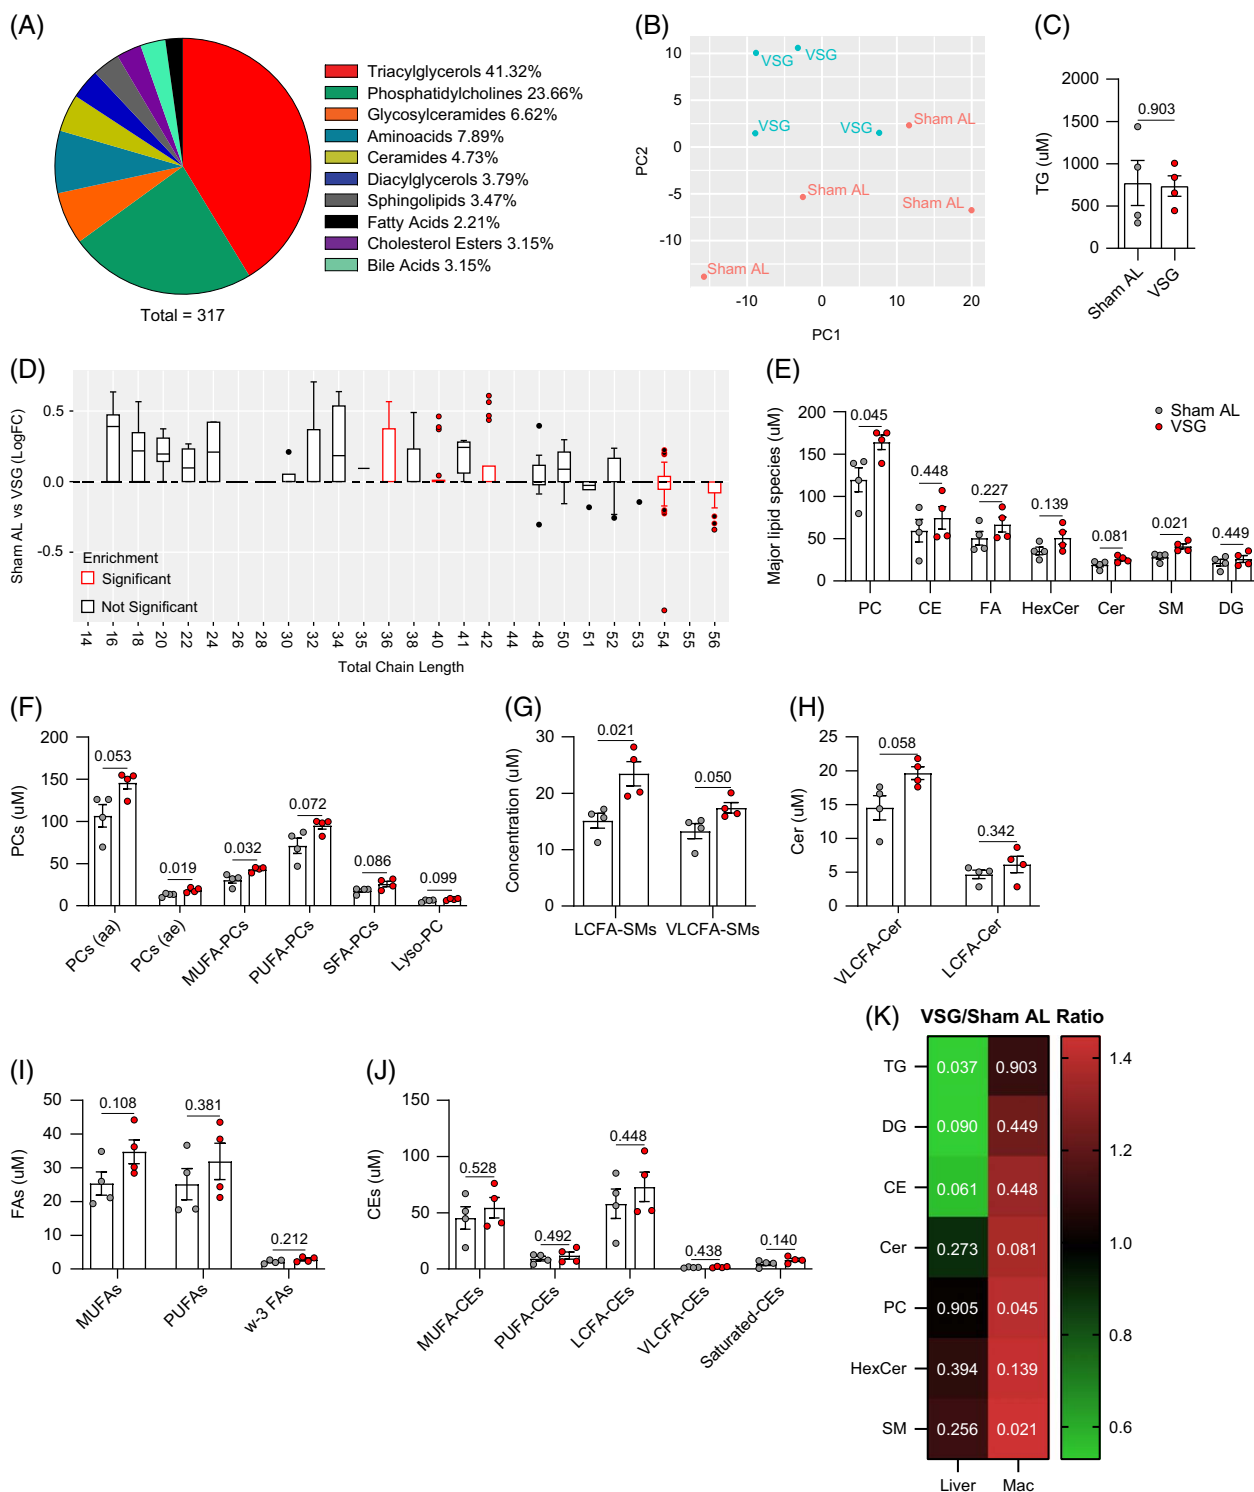 (A)
Triacylglycerols 41.32%
Phosphatidylcholines 23.66%
Glycosylceramides 6.62%
Aminoacids 7.89%
Ceramides 4.73%
Diacylglycerols 3.79%
Sphingolipids 3.47%
Fatty Acids 2.21%
Cholesterol Esters 3.15%
Bile Acids 3.15%
Total = 317
(B)
PC2
10
5
0
-5
-10
VSG
VSG
VSG
VSG
Sham AL
Sham AL
Sham AL
Sham AL
-10 0 10 20
PC1
(C)
TG (uM)
2000
1500
1000
500
0
0.903
Sham AL
VSG
(D)
Sham AL vs VSG (LogFC)
0.5
0.0
-0.5
Enrichment
Significant
Not Significant
14 16 18 20 22 24 26 28 30 32 34 35 36 38 40 41 42 44 48 50 51 52 53 54 55 56
Total Chain Length
(E)
Major lipid species (uM)
200
150
100
50
0
Sham AL
VSG
0.045
0.448
0.227
0.139
0.081
0.021
0.449
PC CE FA HexCer Cer SM DG
(F)
PCs (uM)
200
150
100
50
0
0.053
0.019
0.032
0.072
0.086
0.099
PCs (aa)
PCs (ae)
MUFA-PCs
PUFA-PCs
SFA-PCs
Lyso-PC
(G)
Concentration (uM)
30
20
10
0
0.021
0.050
LCFA-SMs VLCFA-SMs
(H)
Cer (uM)
25
20
15
10
5
0
0.058
0.342
VLCFA-Cer
LCFA-Cer
(I)
FAs (uM)
50
40
30
20
10
0
0.108
0.381
0.212
MUFAs
PUFAs
w-3 FAs
(J)
CEs (uM)
150
100
50
0
0.528
0.492
0.448
0.438
0.140
MUFA-CEs
PUFA-CEs
LCFA-CEs
VLCFA-CEs
Saturated-CEs
(K)
VSG/Sham AL Ratio
TG 0.037 0.903
DG 0.090 0.449
CE 0.061 0.448
Cer 0.273 0.081
PC 0.905 0.045
HexCer 0.394 0.139
SM 0.256 0.021
Liver Mac
1.4
1.2
1.0
0.8
0.6